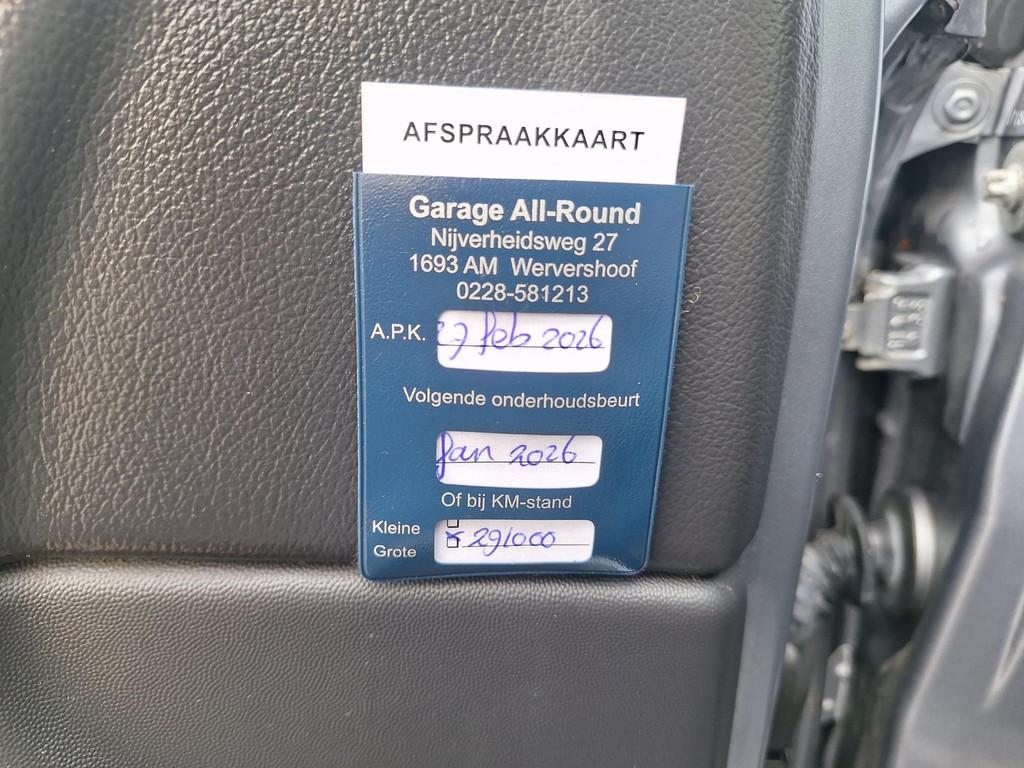 AFSPRAAKKAART
Garage All-Round
Nijverheidsweg 27
1693 AM Wervershoof
0228-581213
A.P.K. 27 feb 2026
Volgende onderhoudsbeurt
Jan 2026
Of bij KM-stand
Kleine
Grote
291000